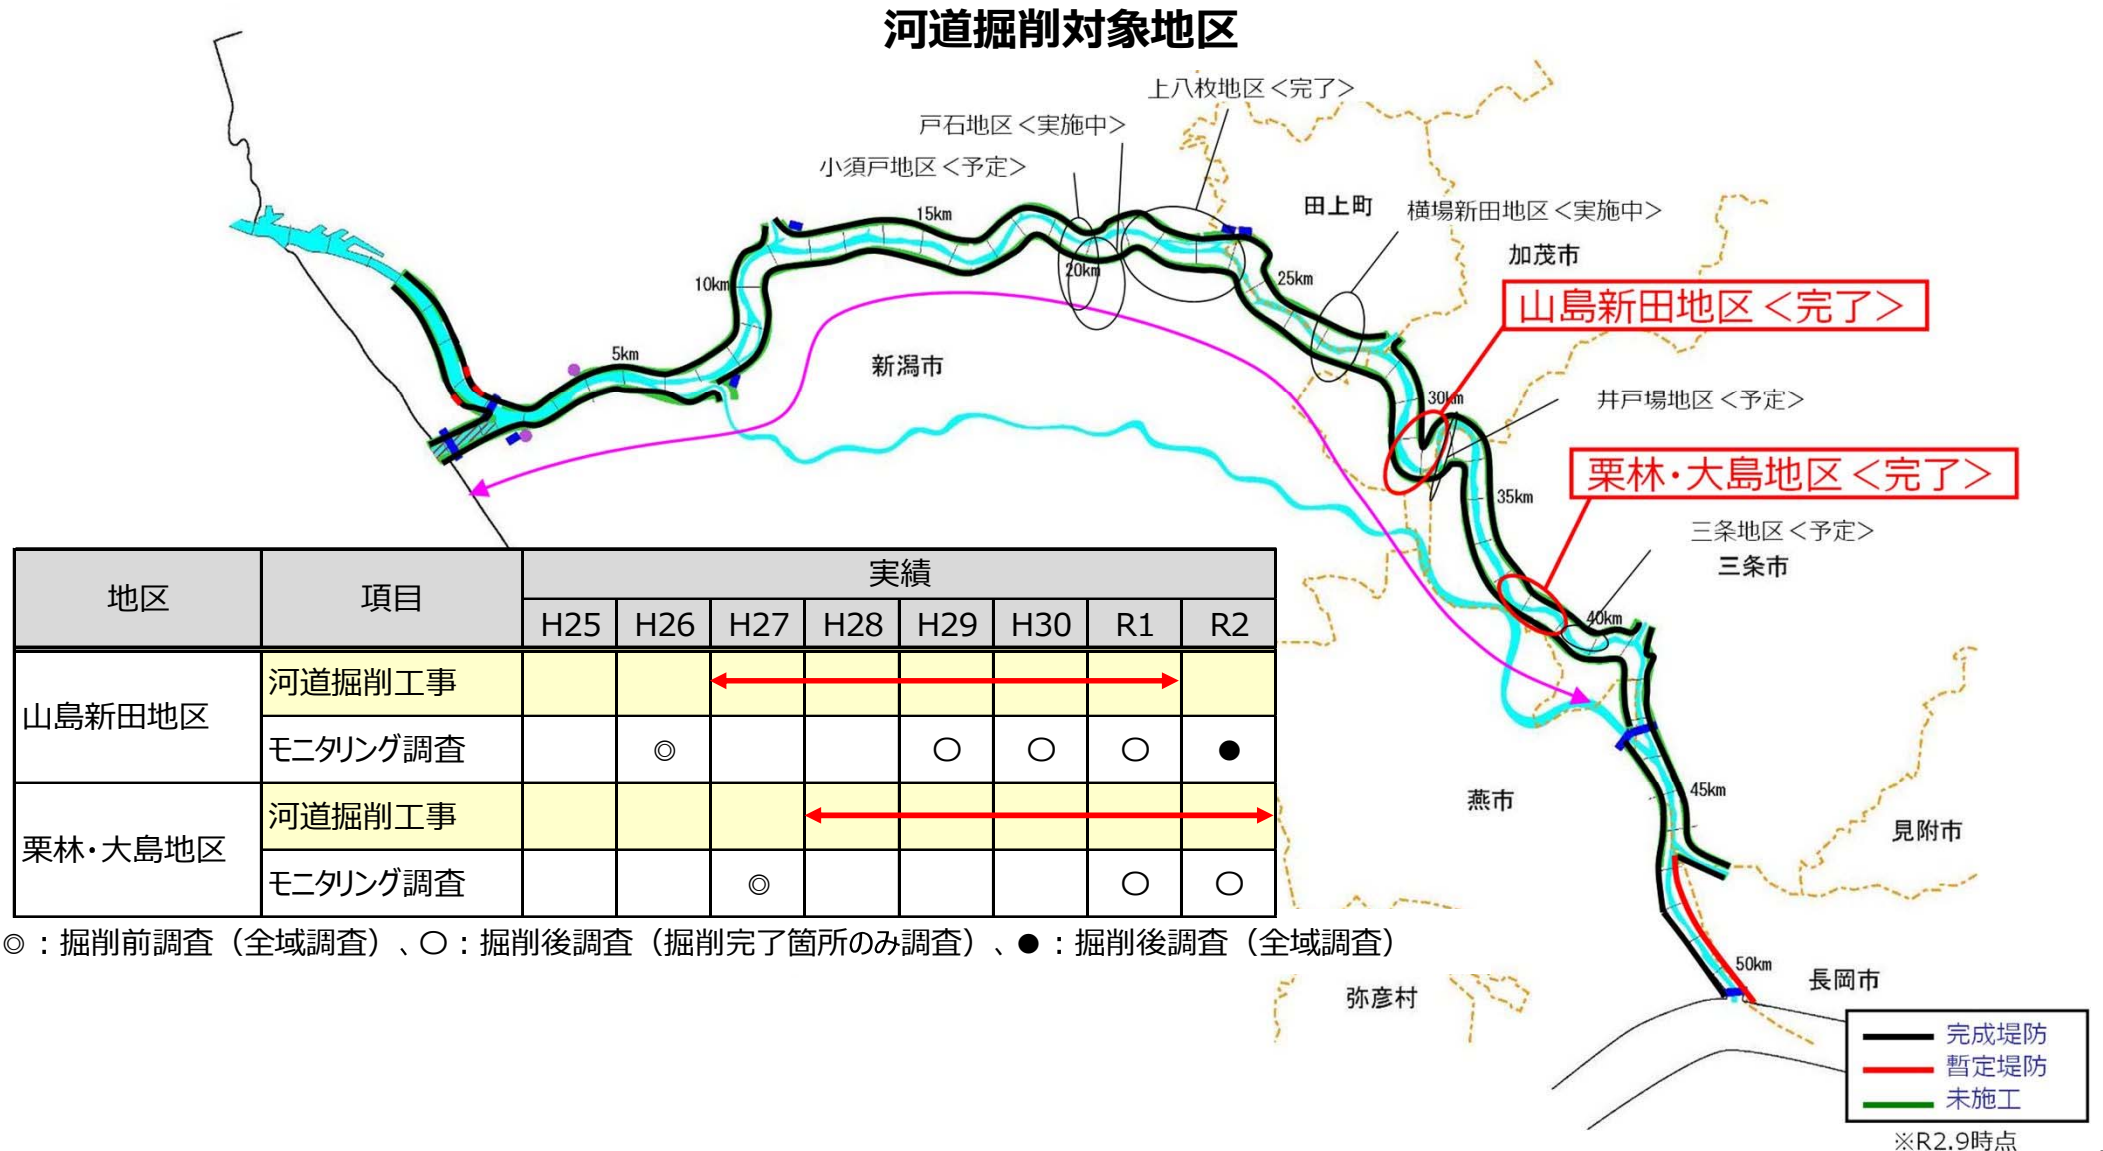 河道掘削対象地区
上八枚地区＜完了＞
戸石地区＜実施中＞
小須戸地区＜予定＞
田上町
横場新田地区＜実施中＞
加茂市
15km
20km
25km
10km
山島新田地区＜完了＞
5km
新潟市
30km
井戸場地区＜予定＞
栗林・大島地区＜完了＞
35km
三条地区＜予定＞
三条市
40km
地区 項目 実績
H25 H26 H27 H28 H29 H30 R1 R2
山島新田地区 河道掘削工事
モニタリング調査 ◎ ○ ○ ○ ●
栗林・大島地区 河道掘削工事
モニタリング調査 ◎ ○ ○
◎：掘削前調査（全域調査）、○：掘削後調査（掘削完了箇所のみ調査）、●：掘削後調査（全域調査）
燕市
45km
見附市
50km
長岡市
弥彦村
完成堤防
暫定堤防
未施工
※R2.9時点